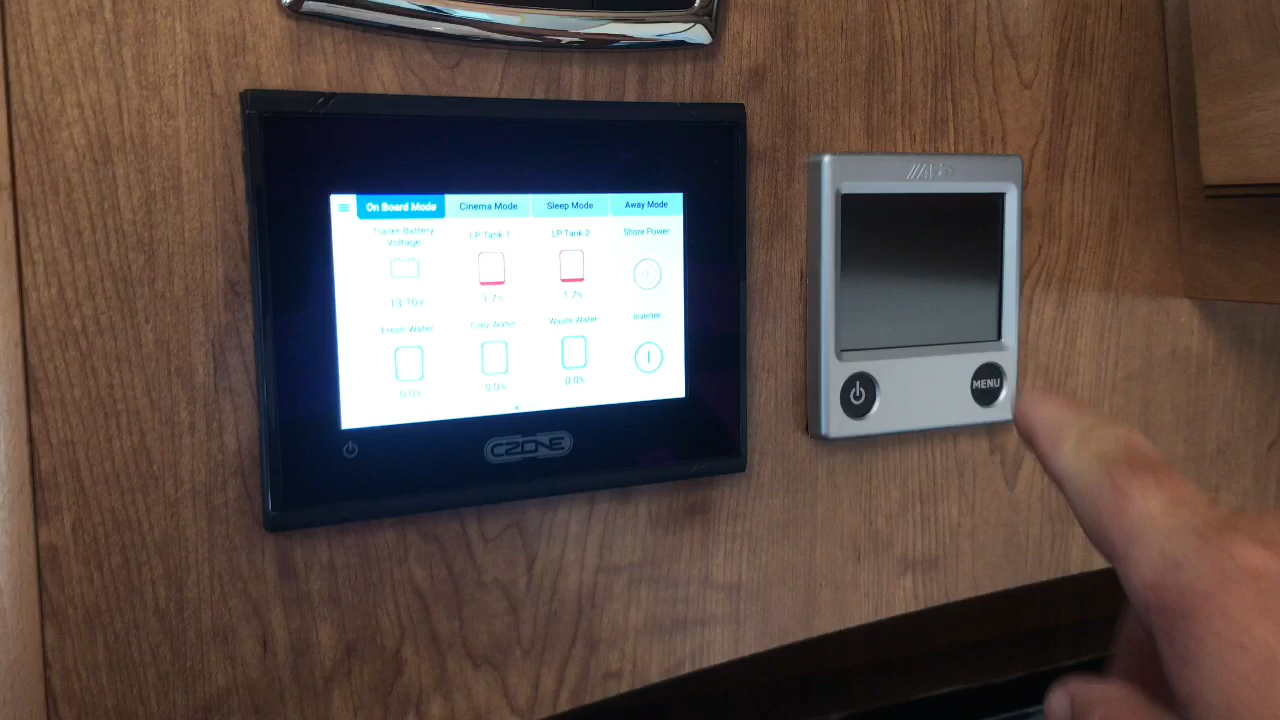 On Board Mode Cinema Mode Sleep Mode Away Mode
Trailer Battery Voltage LP Tank 1 LP Tank 2 Shore Power
13.10v 1.7% 1.7%
Fresh Water Grey Water Waste Water Inverter
0.0% 0.0% 0.0%
CZONE
MENU